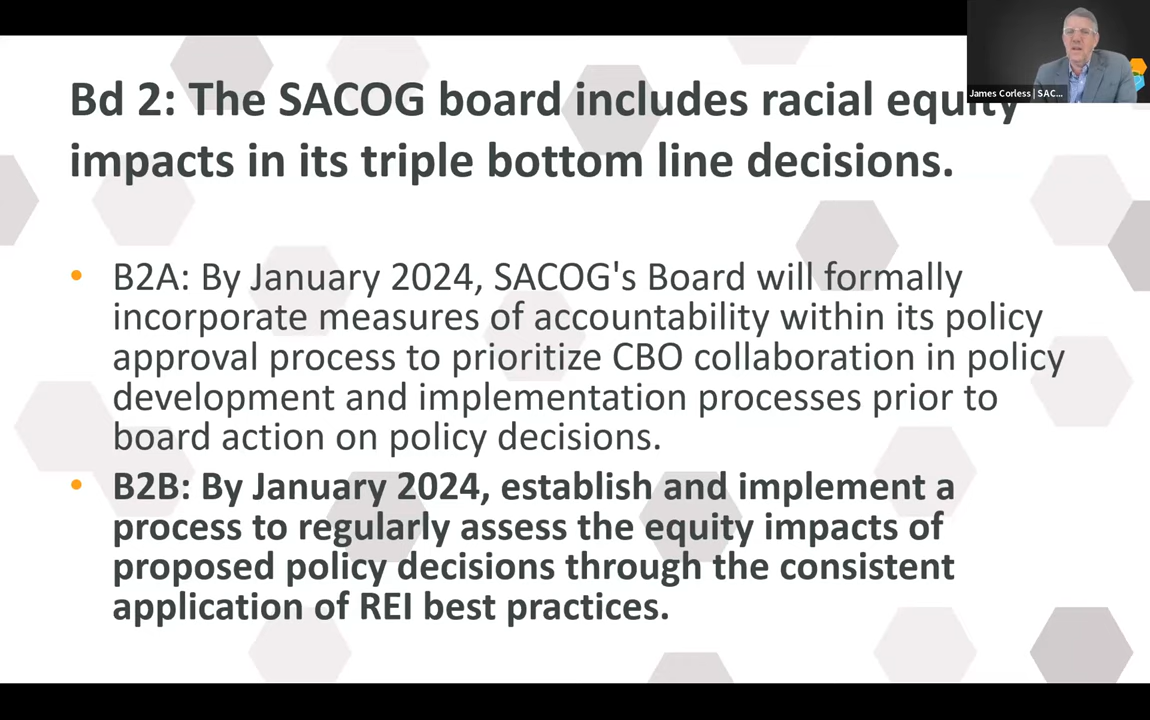 Bd 2: The SACOG board includes racial equity
impacts in its triple bottom line decisions.
James Corless | SAC...
• B2A: By January 2024, SACOG's Board will formally
incorporate measures of accountability within its policy
approval process to prioritize CBO collaboration in policy
development and implementation processes prior to
board action on policy decisions.
• B2B: By January 2024, establish and implement a
process to regularly assess the equity impacts of
proposed policy decisions through the consistent
application of REI best practices.